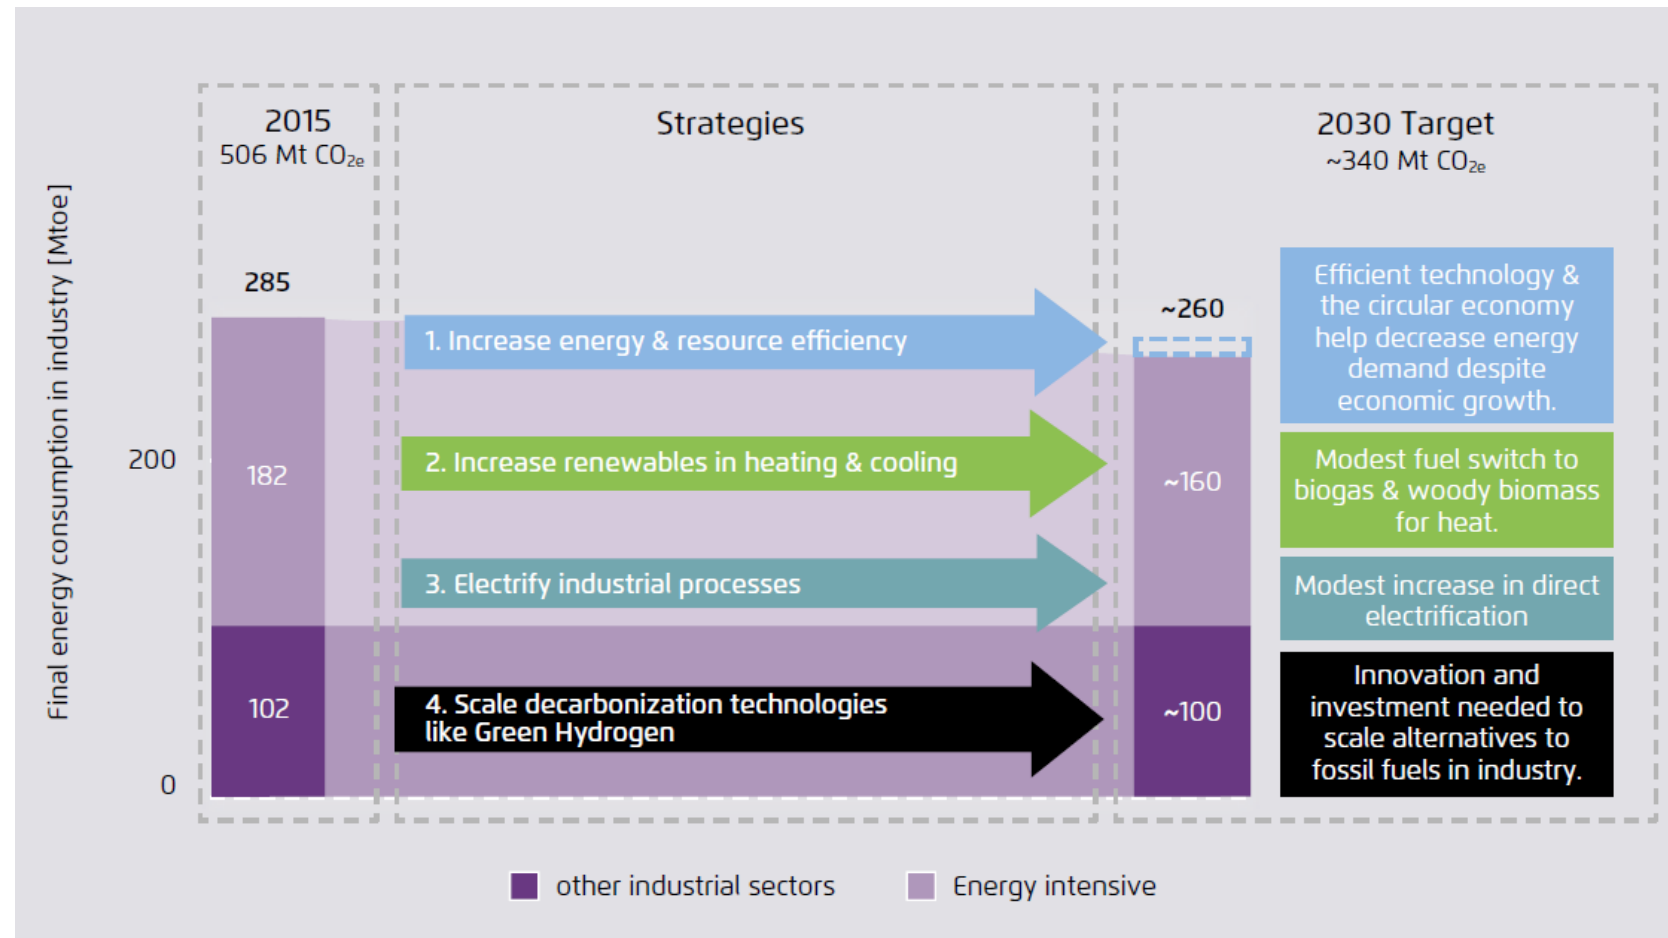 2015
506 Mt CO2e
Strategies
2030 Target
~340 Mt CO2e
Final energy consumption in industry [Mtoe]
200
0
285
182
102
1. Increase energy & resource efficiency
2. Increase renewables in heating & cooling
3. Electrify industrial processes
4. Scale decarbonization technologies
like Green Hydrogen
~260
~160
~100
Efficient technology &
the circular economy
help decrease energy
demand despite
economic growth.
Modest fuel switch to
biogas & woody biomass
for heat.
Modest increase in direct
electrification
Innovation and
investment needed to
scale alternatives to
fossil fuels in industry.
other industrial sectors
Energy intensive